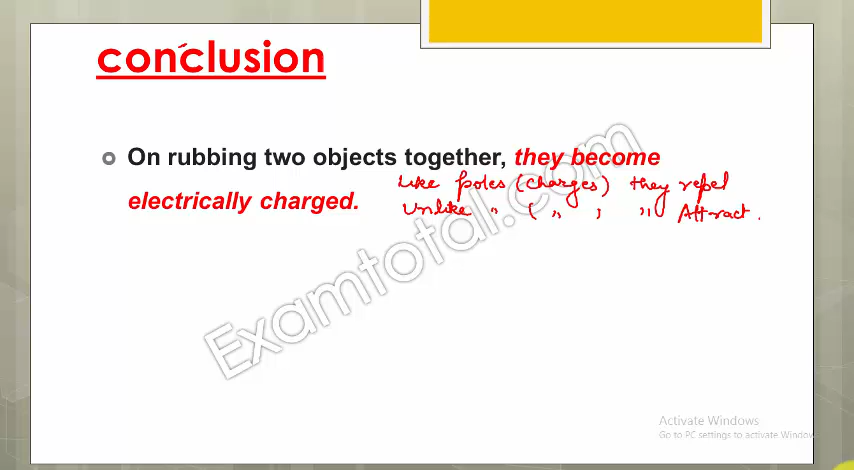 conclusion
On rubbing two objects together, they become
Like poles (charges) they repel
electrically charged.
Unlike " ( " ) " Attract.
Examtotal.com
Activate Windows
Go to PC settings to activate Window